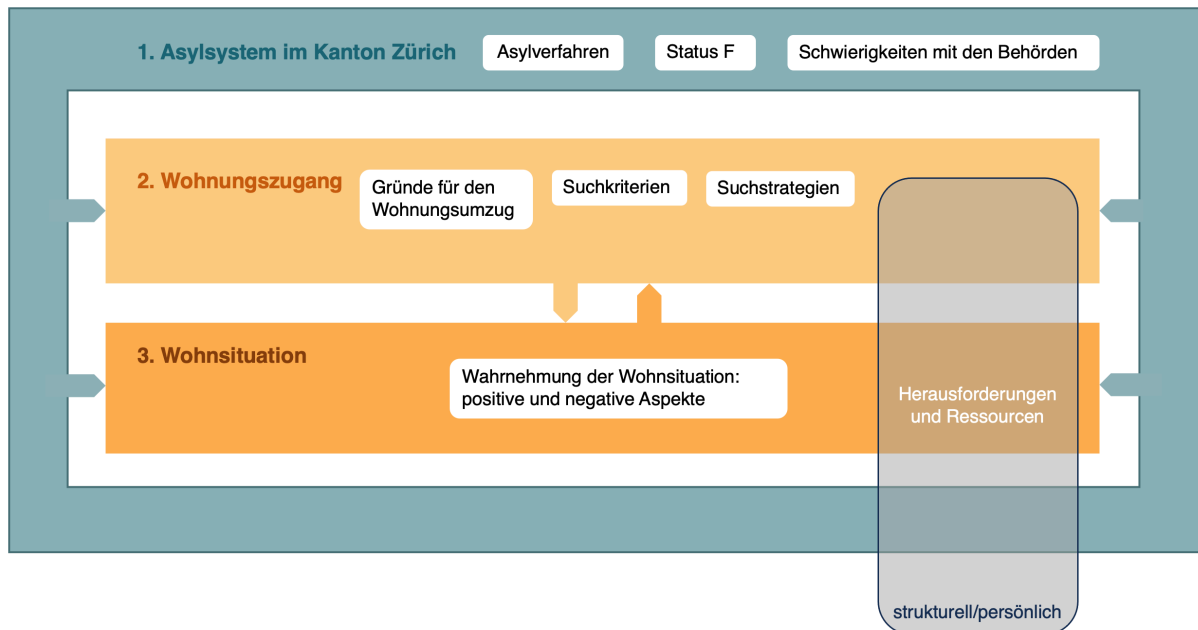 1. Asylsystem im Kanton Zürich
Asylverfahren
Status F
Schwierigkeiten mit den Behörden
2. Wohnungszugang
Gründe für den
Wohnungsumzug
Suchkriterien
Suchstrategien
3. Wohnsituation
Wahrnehmung der Wohnsituation:
positive und negative Aspekte
Herausforderungen
und Ressourcen
strukturell/persönlich